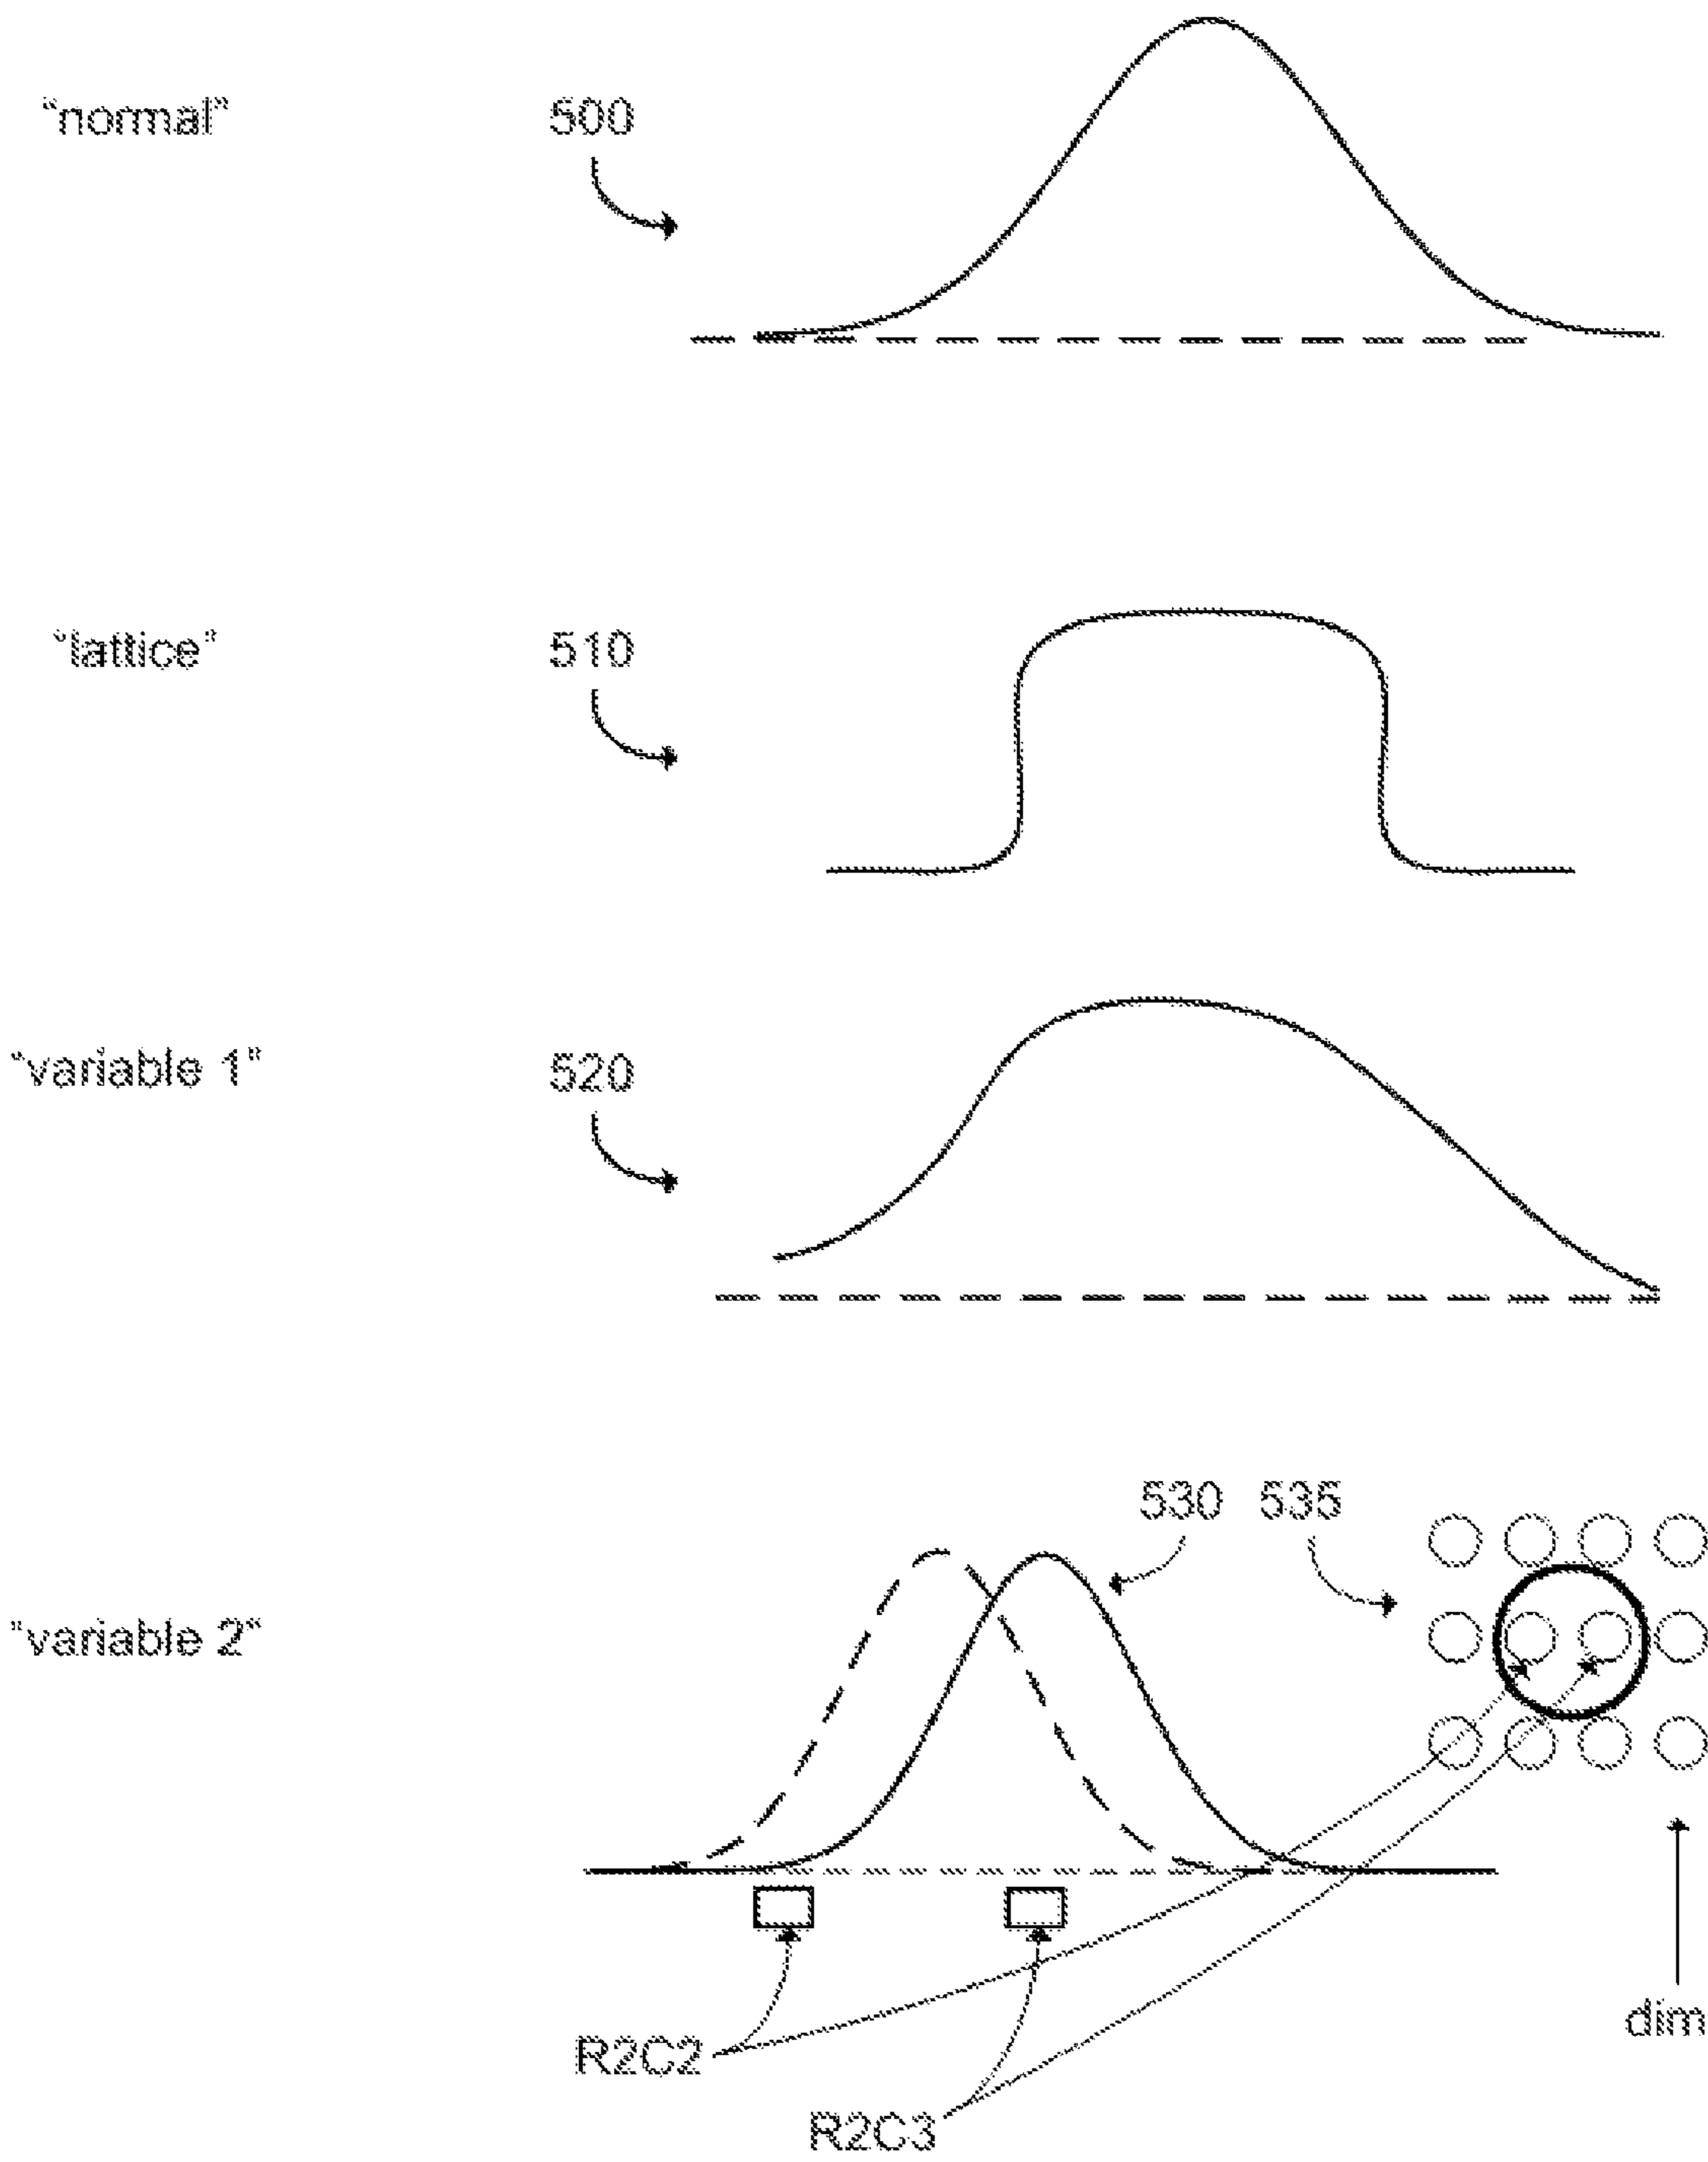 "normal"
500
"lattice"
510
"variable 1"
520
530 535
"variable 2"
R2C2
dim
R2C3